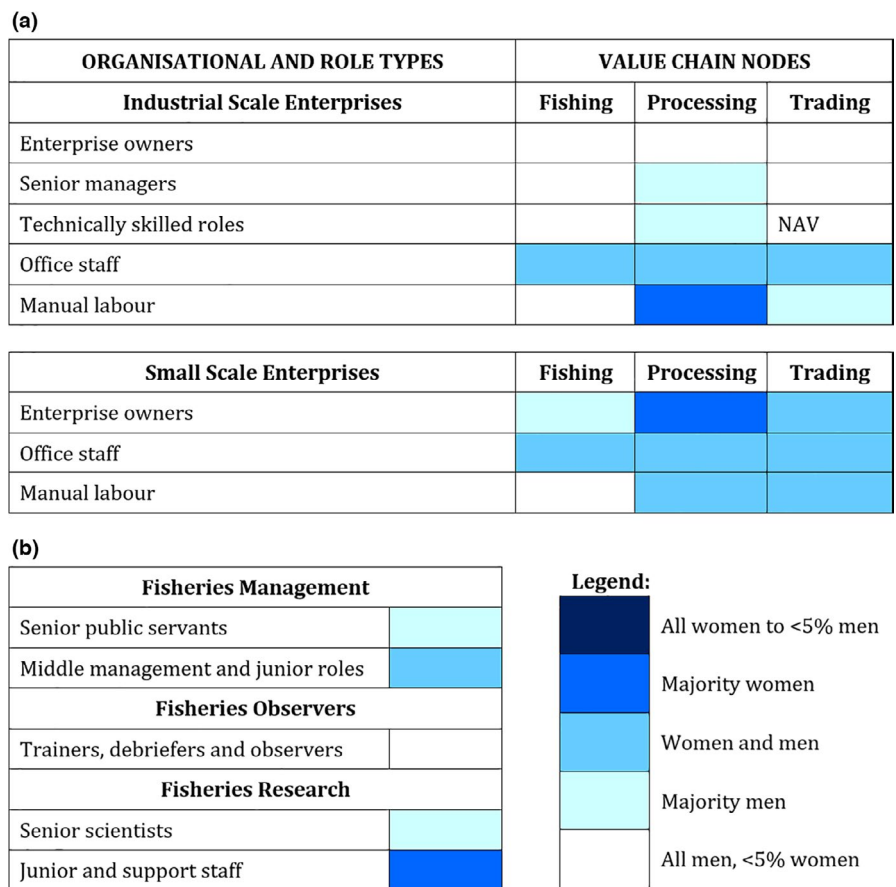 (a)
ORGANISATIONAL AND ROLE TYPES VALUE CHAIN NODES
Industrial Scale Enterprises Fishing Processing Trading
Enterprise owners
Senior managers
Technically skilled roles NAV
Office staff
Manual labour
Small Scale Enterprises Fishing Processing Trading
Enterprise owners
Office staff
Manual labour
(b)
Fisheries Management
Senior public servants
Middle management and junior roles
Fisheries Observers
Trainers, debriefers and observers
Fisheries Research
Senior scientists
Junior and support staff
Legend:
All women to <5% men
Majority women
Women and men
Majority men
All men, <5% women